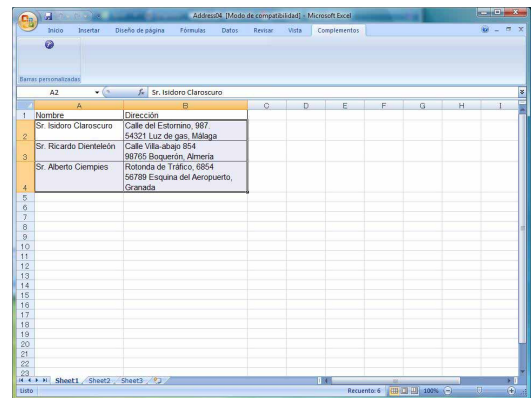 Address04 [Modo de compatibilidad] - Microsoft Excel
Inicio Insertar Diseño de página Fórmulas Datos Revisar Vista Complementos
Barras personalizadas
A2 fx Sr. Isidoro Claroscuro
A B C D E F G H I
1 Nombre Dirección
Sr. Isidoro Claroscuro Calle del Estornino, 987.
2 54321 Luz de gas, Málaga
Sr. Ricardo Dienteleón Calle Villa-abajo 854
3 98765 Boquerón, Almería
Sr. Alberto Ciempies Rotonda de Tráfico, 6854
56789 Esquina del Aeropuerto,
4 Granada
5
6
7
8
9
10
11
12
13
14
15
16
17
18
19
20
21
22
23
Sheet1 Sheet2 Sheet3
Listo Recuento: 6 100%